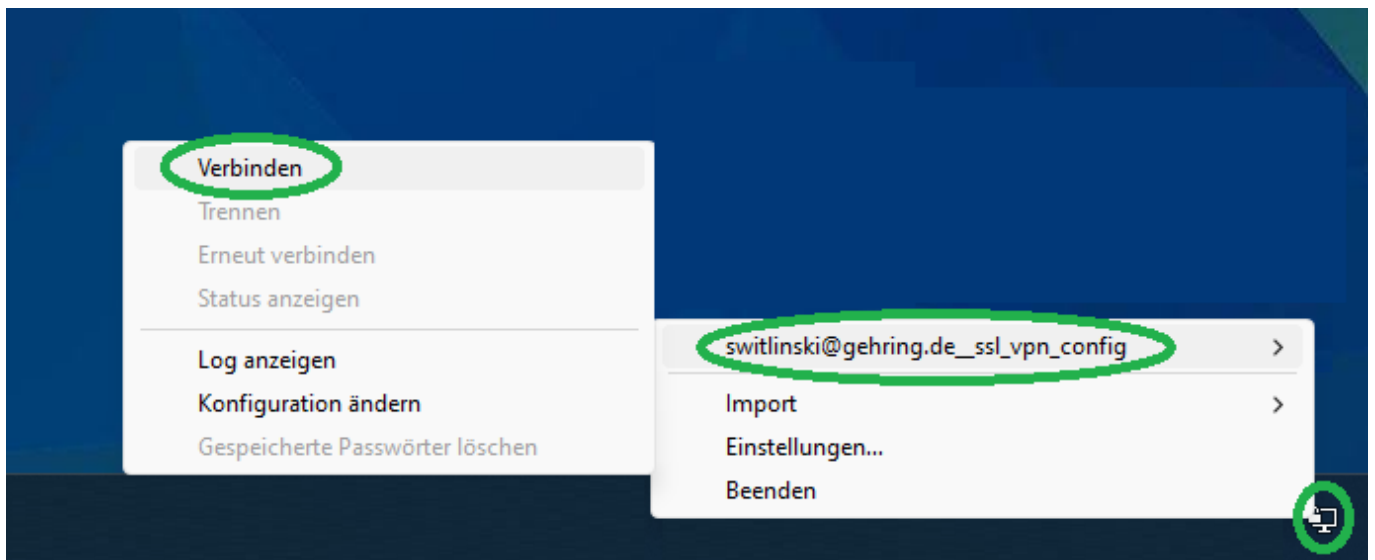 Verbinden
Trennen
Erneut verbinden
Status anzeigen
Log anzeigen
Konfiguration ändern
Gespeicherte Passwörter löschen
switlinski@gehring.de__ssl_vpn_config
Import
Einstellungen...
Beenden